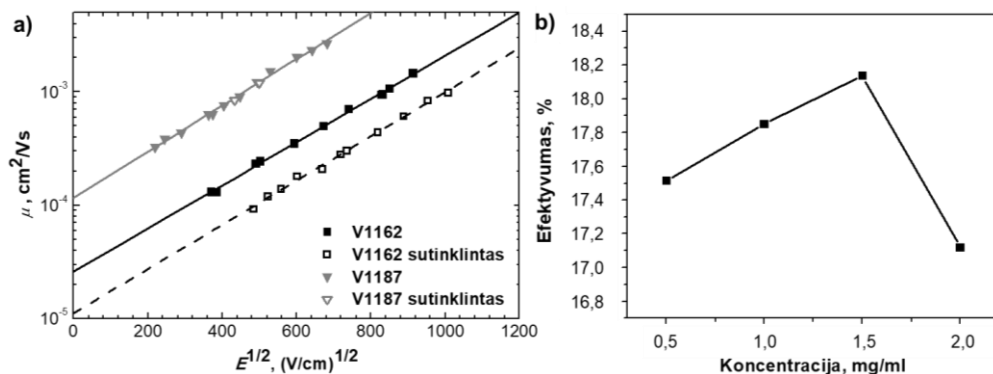 a)
10⁻³
10⁻⁴
10⁻⁵
μ, cm²/Vs
0 200 400 600 800 1000 1200
E^1/2, (V/cm)^1/2
V1162
V1162 sutinklintas
V1187
V1187 sutinklintas
b)
18,4
18,2
18,0
17,8
17,6
17,4
17,2
17,0
16,8
Efektyvumas, %
0,5 1,0 1,5 2,0
Koncentracija, mg/ml